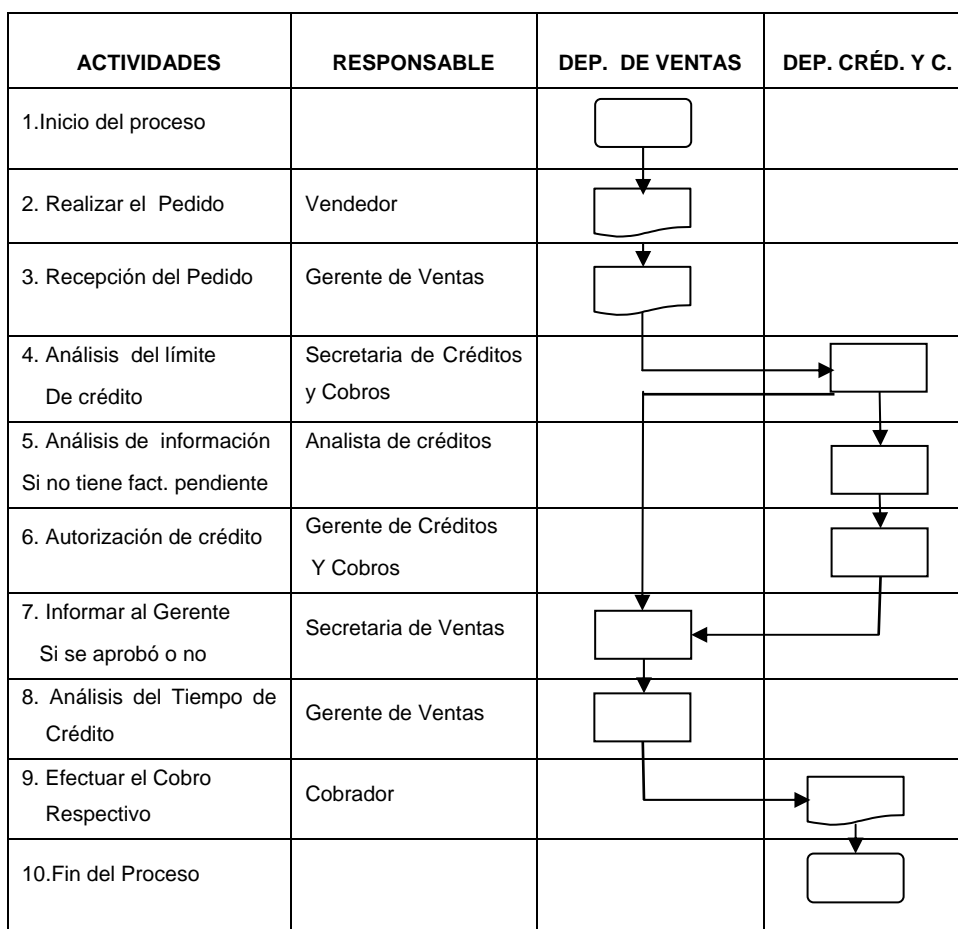 ACTIVIDADES RESPONSABLE DEP. DE VENTAS DEP. CRÉD. Y C.
1.Inicio del proceso
2. Realizar el Pedido Vendedor
3. Recepción del Pedido Gerente de Ventas
4. Análisis del límite Secretaria de Créditos
De crédito y Cobros
5. Análisis de información Analista de créditos
Si no tiene fact. pendiente
6. Autorización de crédito Gerente de Créditos
Y Cobros
7. Informar al Gerente Secretaria de Ventas
Si se aprobó o no
8. Análisis del Tiempo de Gerente de Ventas
Crédito
9. Efectuar el Cobro Cobrador
Respectivo
10.Fin del Proceso